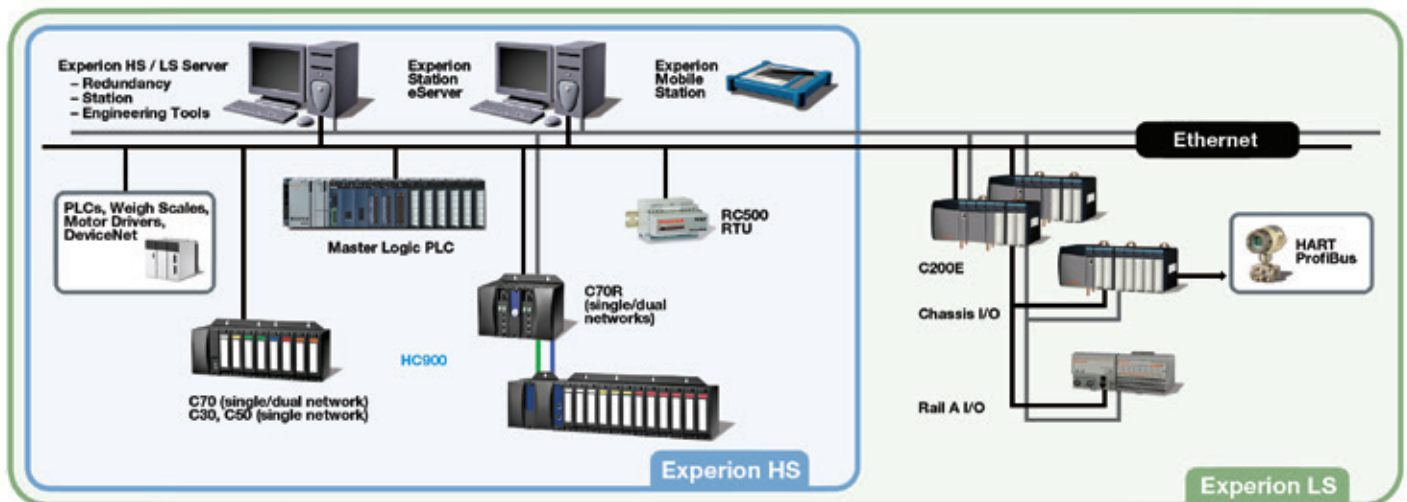 Experion HS / LS Server
– Redundancy
– Station
– Engineering Tools
Experion
Station
eServer
Experion
Mobile
Station
Ethernet
PLCs, Weigh Scales,
Motor Drivers,
DeviceNet
Master Logic PLC
RC500
RTU
C200E
HART
ProfiBus
C70R
(single/dual
networks)
Chassis I/O
HC900
C70 (single/dual network)
C30, C50 (single network)
Rail A I/O
Experion HS
Experion LS